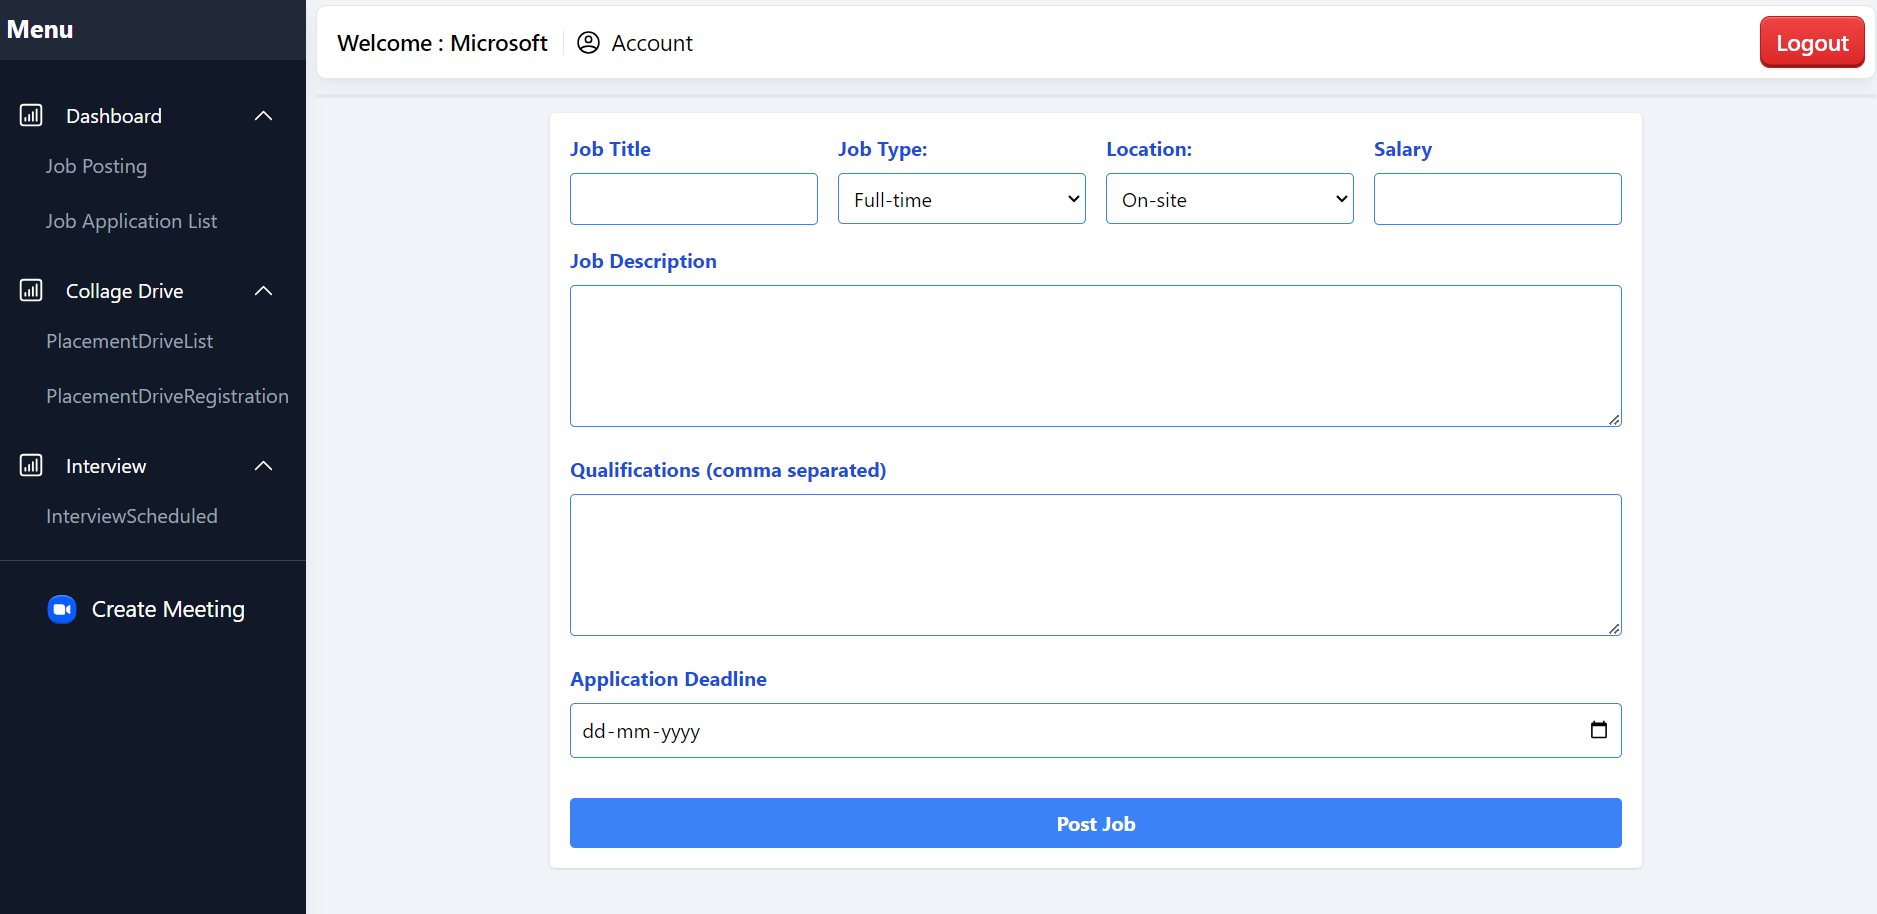 Menu
Dashboard
Job Posting
Job Application List
Collage Drive
PlacementDriveList
PlacementDriveRegistration
Interview
InterviewScheduled
Create Meeting
Welcome : Microsoft
Account
Logout
Job Title
Job Type:
Location:
Salary
Full-time
On-site
Job Description
Qualifications (comma separated)
Application Deadline
dd-mm-yyyy
Post Job